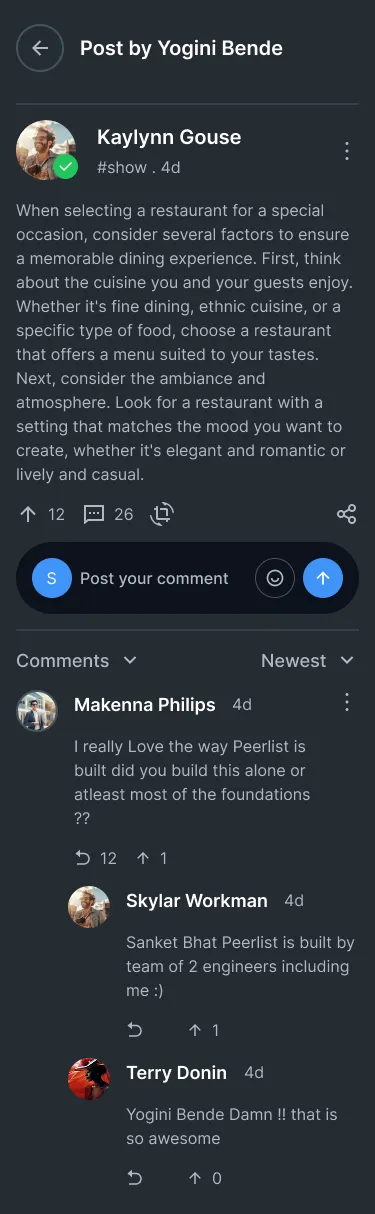 Post by Yogini Bende
Kaylynn Gouse
#show . 4d
When selecting a restaurant for a special
occasion, consider several factors to ensure
a memorable dining experience. First, think
about the cuisine you and your guests enjoy.
Whether it's fine dining, ethnic cuisine, or a
specific type of food, choose a restaurant
that offers a menu suited to your tastes.
Next, consider the ambiance and
atmosphere. Look for a restaurant with a
setting that matches the mood you want to
create, whether it's elegant and romantic or
lively and casual.
12 26
S Post your comment
Comments Newest
Makenna Philips 4d
I really Love the way Peerlist is
built did you build this alone or
atleast most of the foundations
??
12 1
Skylar Workman 4d
Sanket Bhat Peerlist is built by
team of 2 engineers including
me :)
1
Terry Donin 4d
Yogini Bende Damn !! that is
so awesome
0